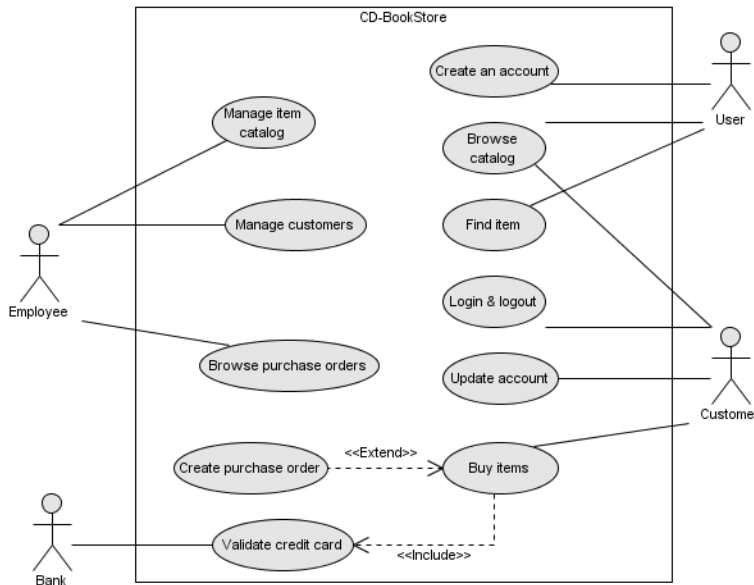 CD-BookStore
Create an account
User
Manage item
catalog
Browse
catalog
Manage customers
Find item
Employee
Login & logout
Browse purchase orders
Update account
Custome
<<Extend>>
Create purchase order
Buy items
Validate credit card
<<Include>>
Bank